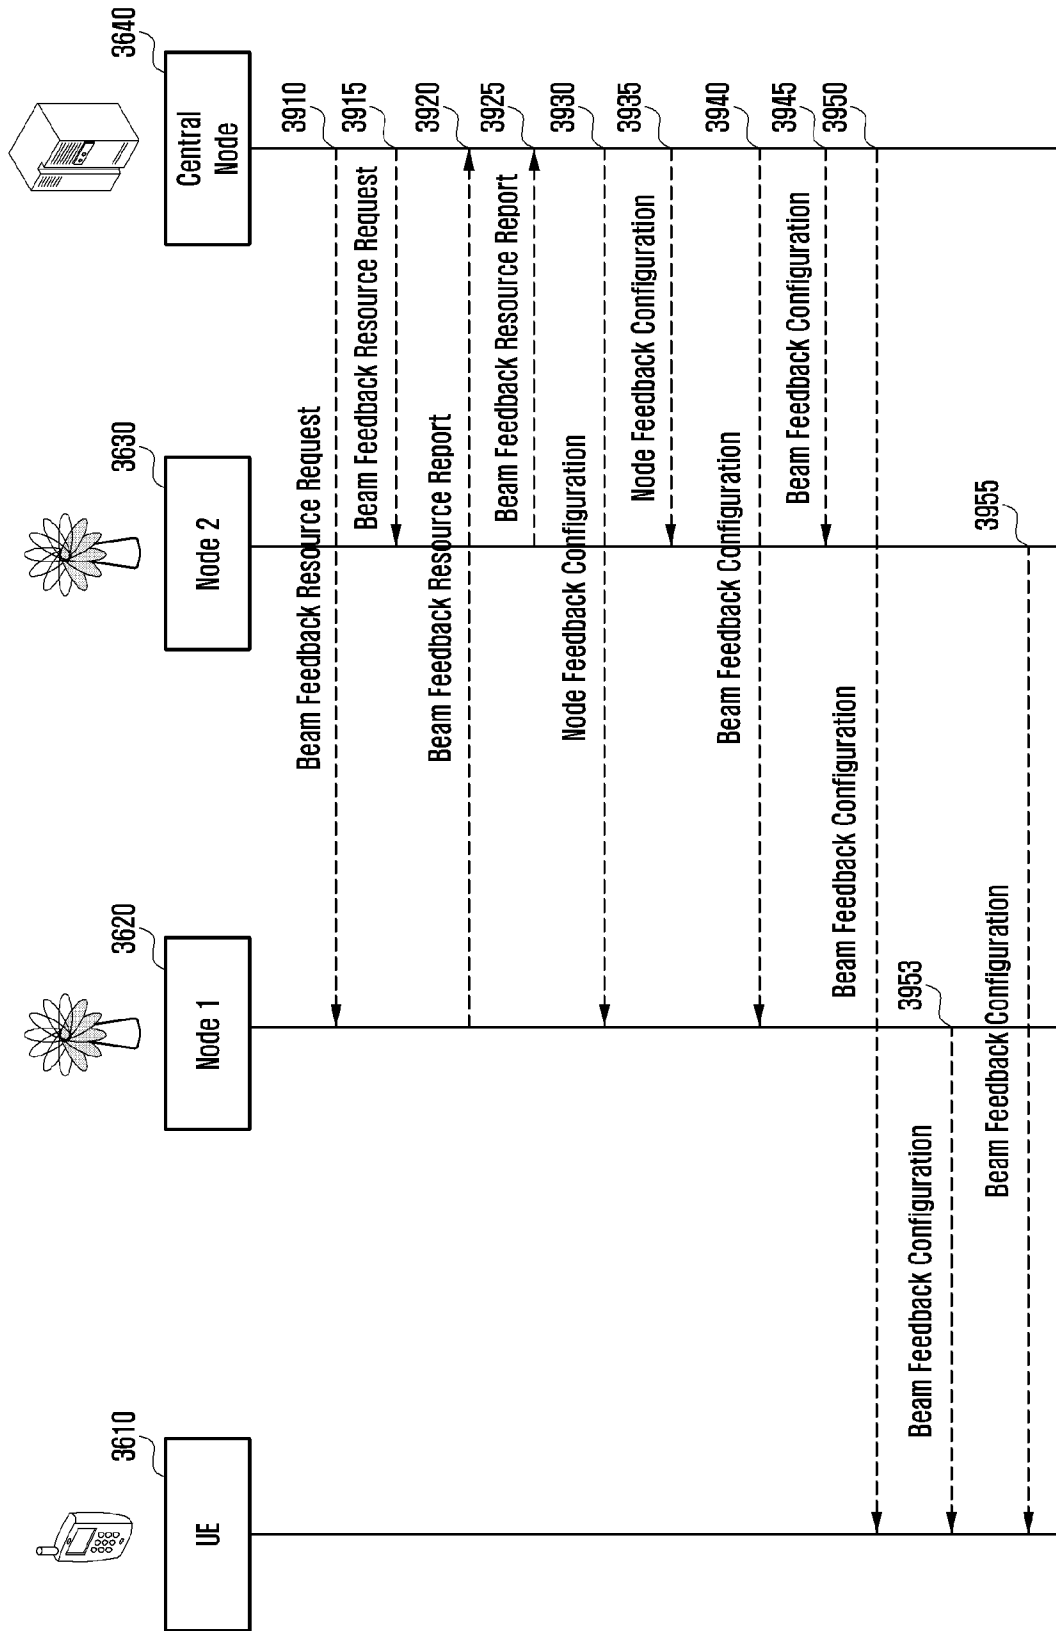 UE
3610
Node 1
3620
Node 2
3630
Central
Node
3640
Beam Feedback Resource Request
3910
Beam Feedback Resource Request
3915
Beam Feedback Resource Report
3920
Beam Feedback Resource Report
3925
Node Feedback Configuration
3930
Node Feedback Configuration
3935
Beam Feedback Configuration
3940
Beam Feedback Configuration
3945
Beam Feedback Configuration
3950
Beam Feedback Configuration
3953
Beam Feedback Configuration
3955